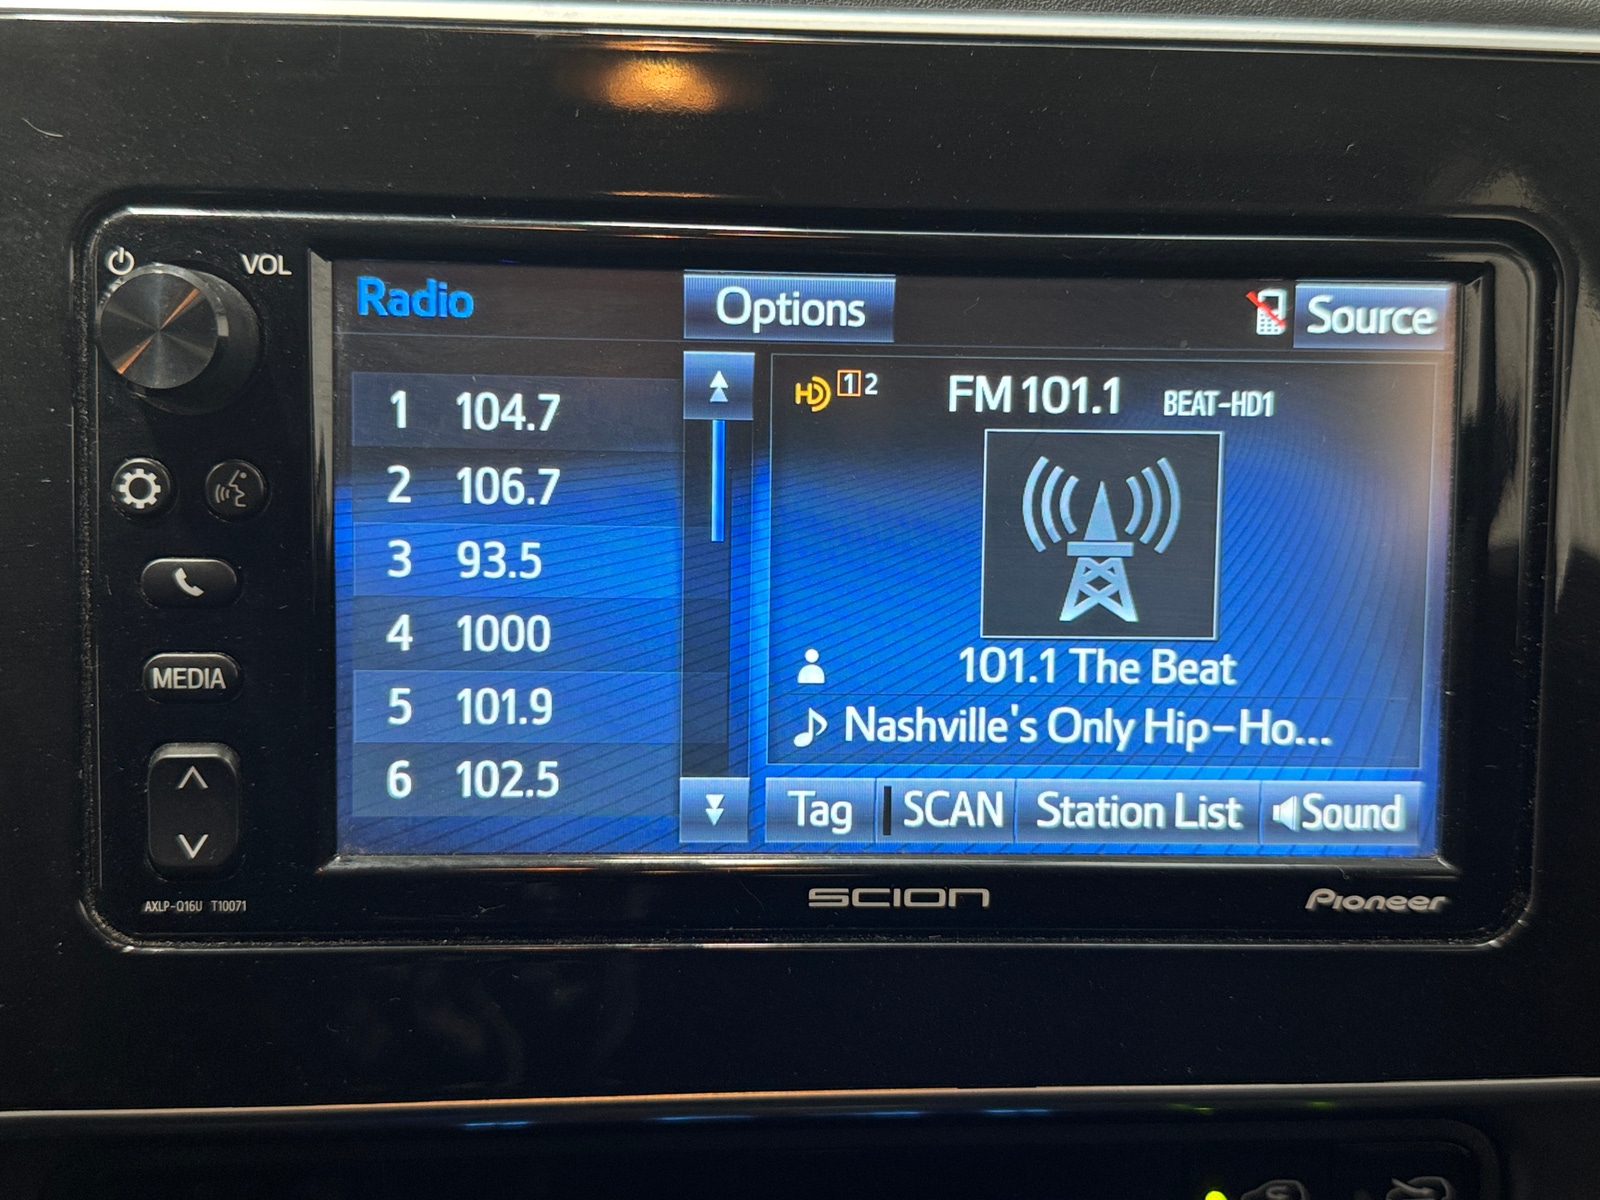 VOL
Radio
Options
Source
1 104.7
2 106.7
3 93.5
4 1000
5 101.9
6 102.5
HD 1 2
FM 101.1 BEAT-HD1
101.1 The Beat
Nashville's Only Hip-Ho...
Tag
SCAN
Station List
Sound
MEDIA
AXLP-Q16U T10071
SCION
Pioneer